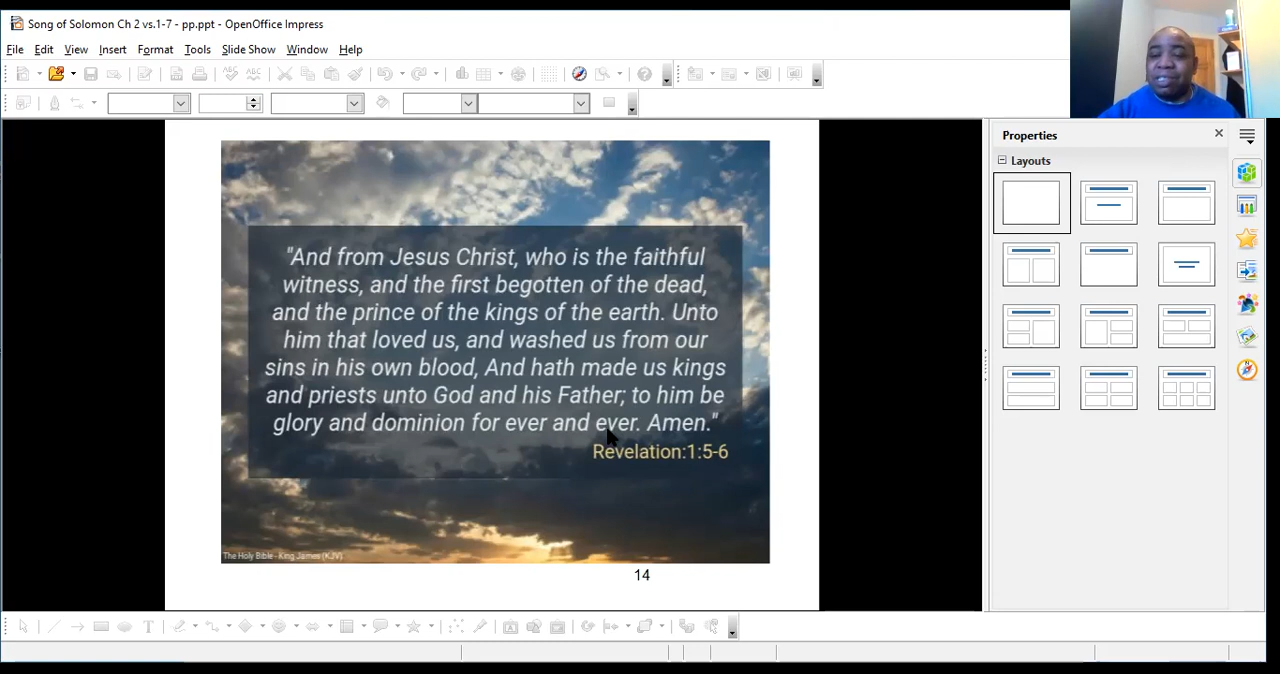 Song of Solomon Ch 2 vs.1-7 - pp.ppt - OpenOffice Impress
File Edit View Insert Format Tools Slide Show Window Help
Properties
Layouts
"And from Jesus Christ, who is the faithful
witness, and the first begotten of the dead,
and the prince of the kings of the earth. Unto
him that loved us, and washed us from our
sins in his own blood, And hath made us kings
and priests unto God and his Father; to him be
glory and dominion for ever and ever. Amen."
Revelation:1:5-6
The Holy Bible - King James (KJV)
14